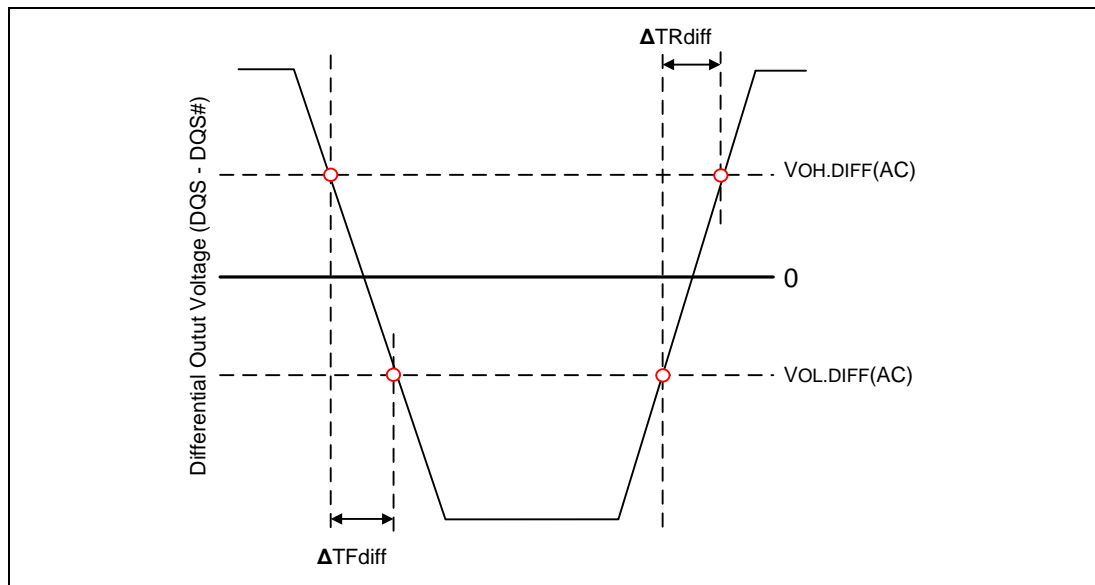 ΔTRdiff
Differential Outut Voltage (DQS - DQS#)
VOH.DIFF(AC)
0
VOL.DIFF(AC)
ΔTFdiff